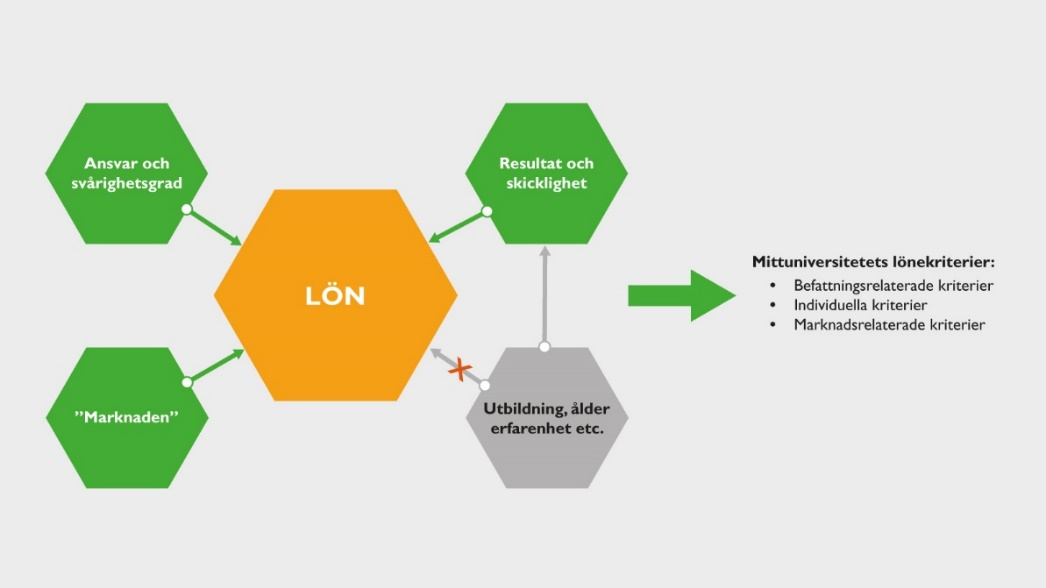 Ansvar och
svårighetsgrad
Resultat och
skicklighet
LÖN
”Marknaden”
Utbildning, ålder
erfarenhet etc.
Mittuniversitetets lönekriterier:
• Befattningsrelaterade kriterier
• Individuella kriterier
• Marknadsrelaterade kriterier